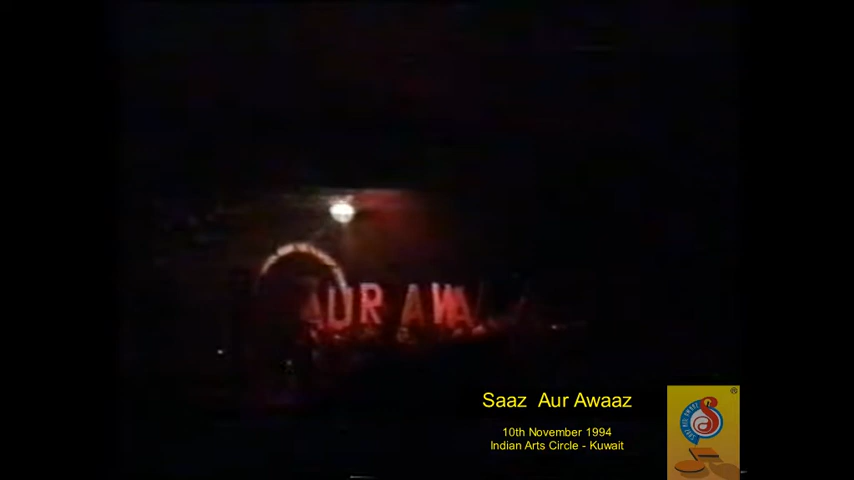 AUR AWA
Saaz Aur Awaaz
10th November 1994
Indian Arts Circle - Kuwait
®